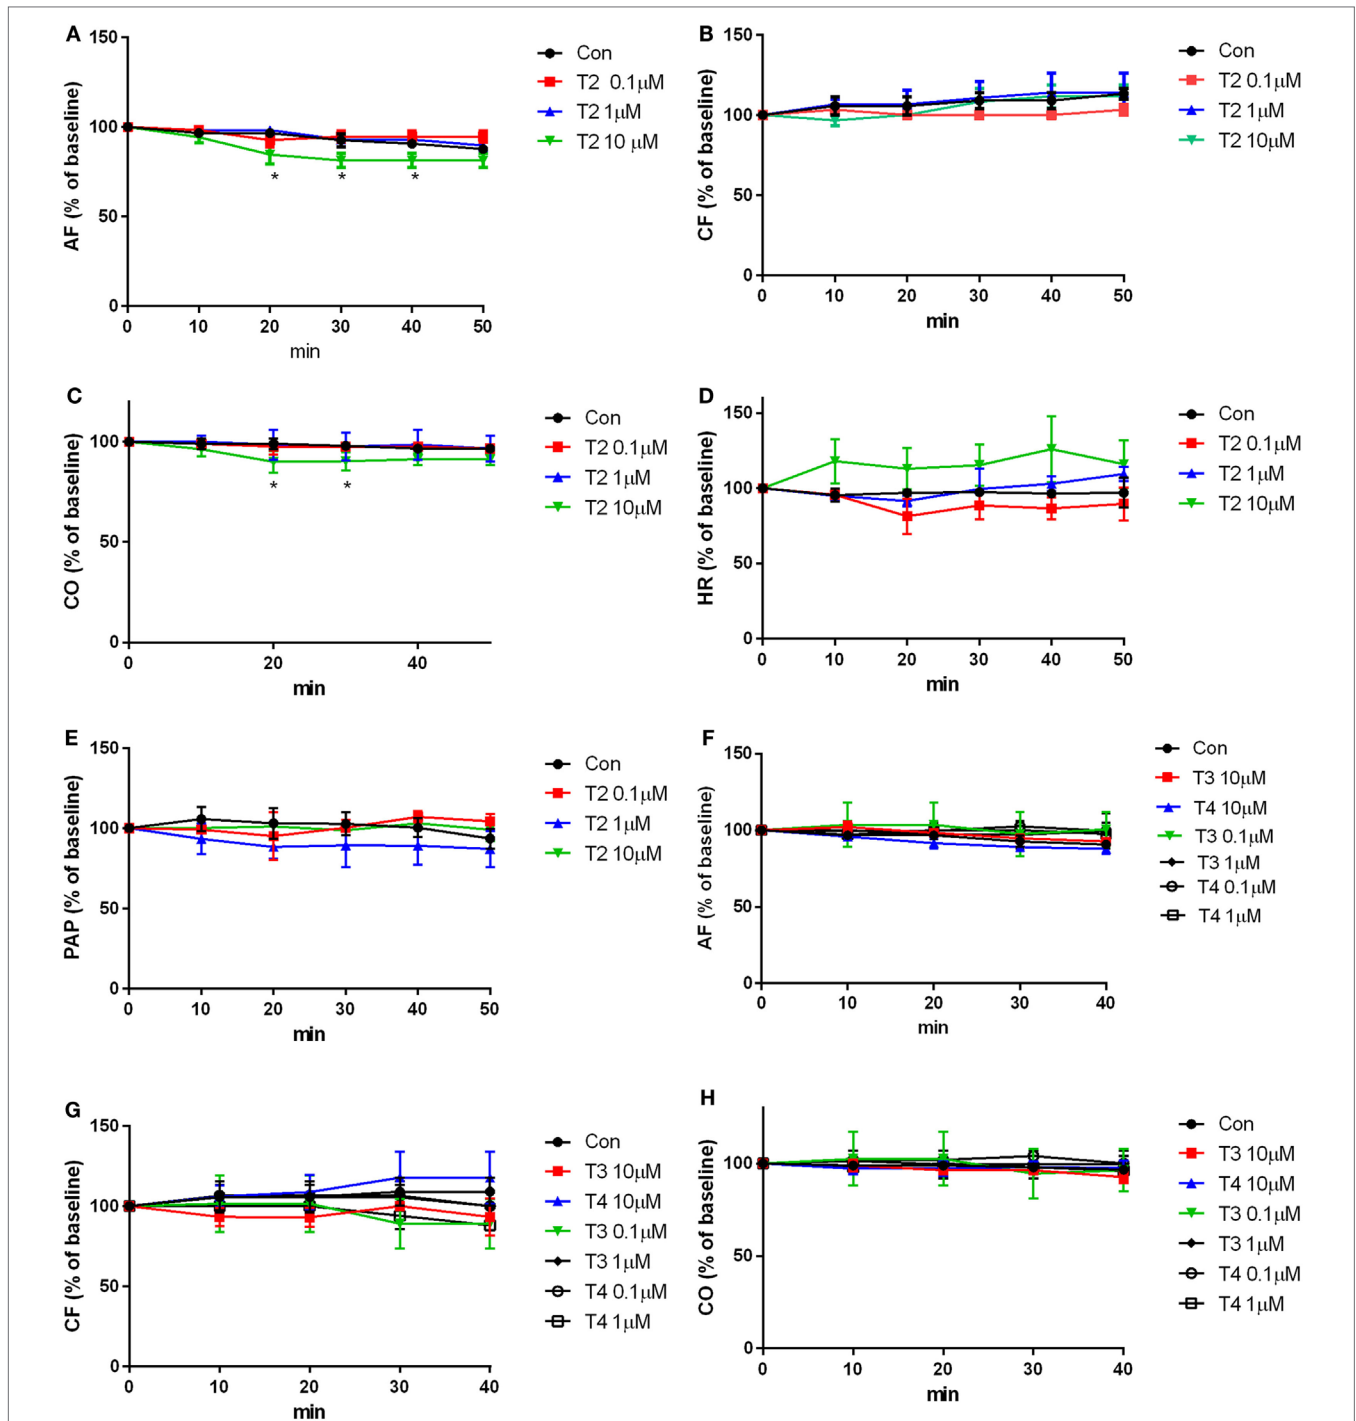 A
AF (% of baseline)
150
100
50
0
* * *
0 10 20 30 40 50
min
Con
T2 0.1μM
T2 1μM
T2 10 μM
B
CF (% of baseline)
150
100
50
0
0 10 20 30 40 50
min
Con
T2 0.1μM
T2 1μM
T2 10μM
C
CO (% of baseline)
100
50
0
* *
0 20 40
min
Con
T2 0.1μM
T2 1μM
T2 10μM
D
HR (% of baseline)
150
100
50
0
0 10 20 30 40 50
min
Con
T2 0.1μM
T2 1μM
T2 10μM
E
PAP (% of baseline)
150
100
50
0
0 10 20 30 40 50
min
Con
T2 0.1μM
T2 1μM
T2 10μM
F
AF (% of baseline)
150
100
50
0
0 10 20 30 40
min
Con
T3 10μM
T4 10μM
T3 0.1μM
T3 1μM
T4 0.1μM
T4 1μM
G
CF (% of baseline)
150
100
50
0
0 10 20 30 40
min
Con
T3 10μM
T4 10μM
T3 0.1μM
T3 1μM
T4 0.1μM
T4 1μM
H
CO (% of baseline)
100
50
0
0 10 20 30 40
min
Con
T3 10μM
T4 10μM
T3 0.1μM
T3 1μM
T4 0.1μM
T4 1μM